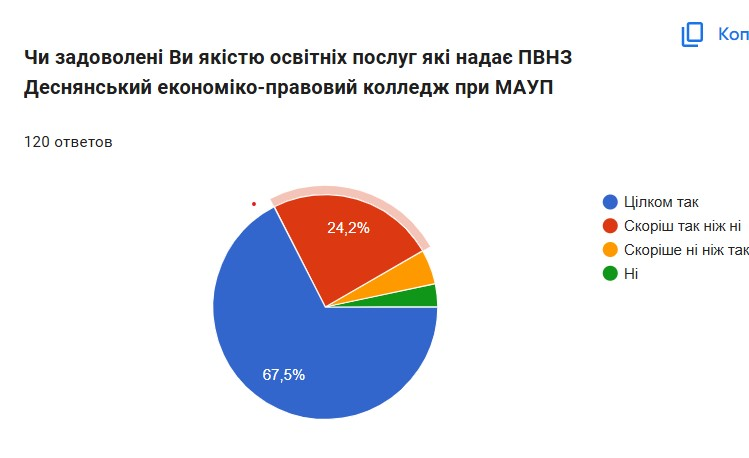 Коп
Чи задоволені Ви якістю освітніх послуг які надає ПВНЗ
Деснянський економіко-правовий колледж при МАУП
120 ответов
24,2%
67,5%
Цілком так
Скоріш так ніж ні
Скоріше ні ніж так
Ні